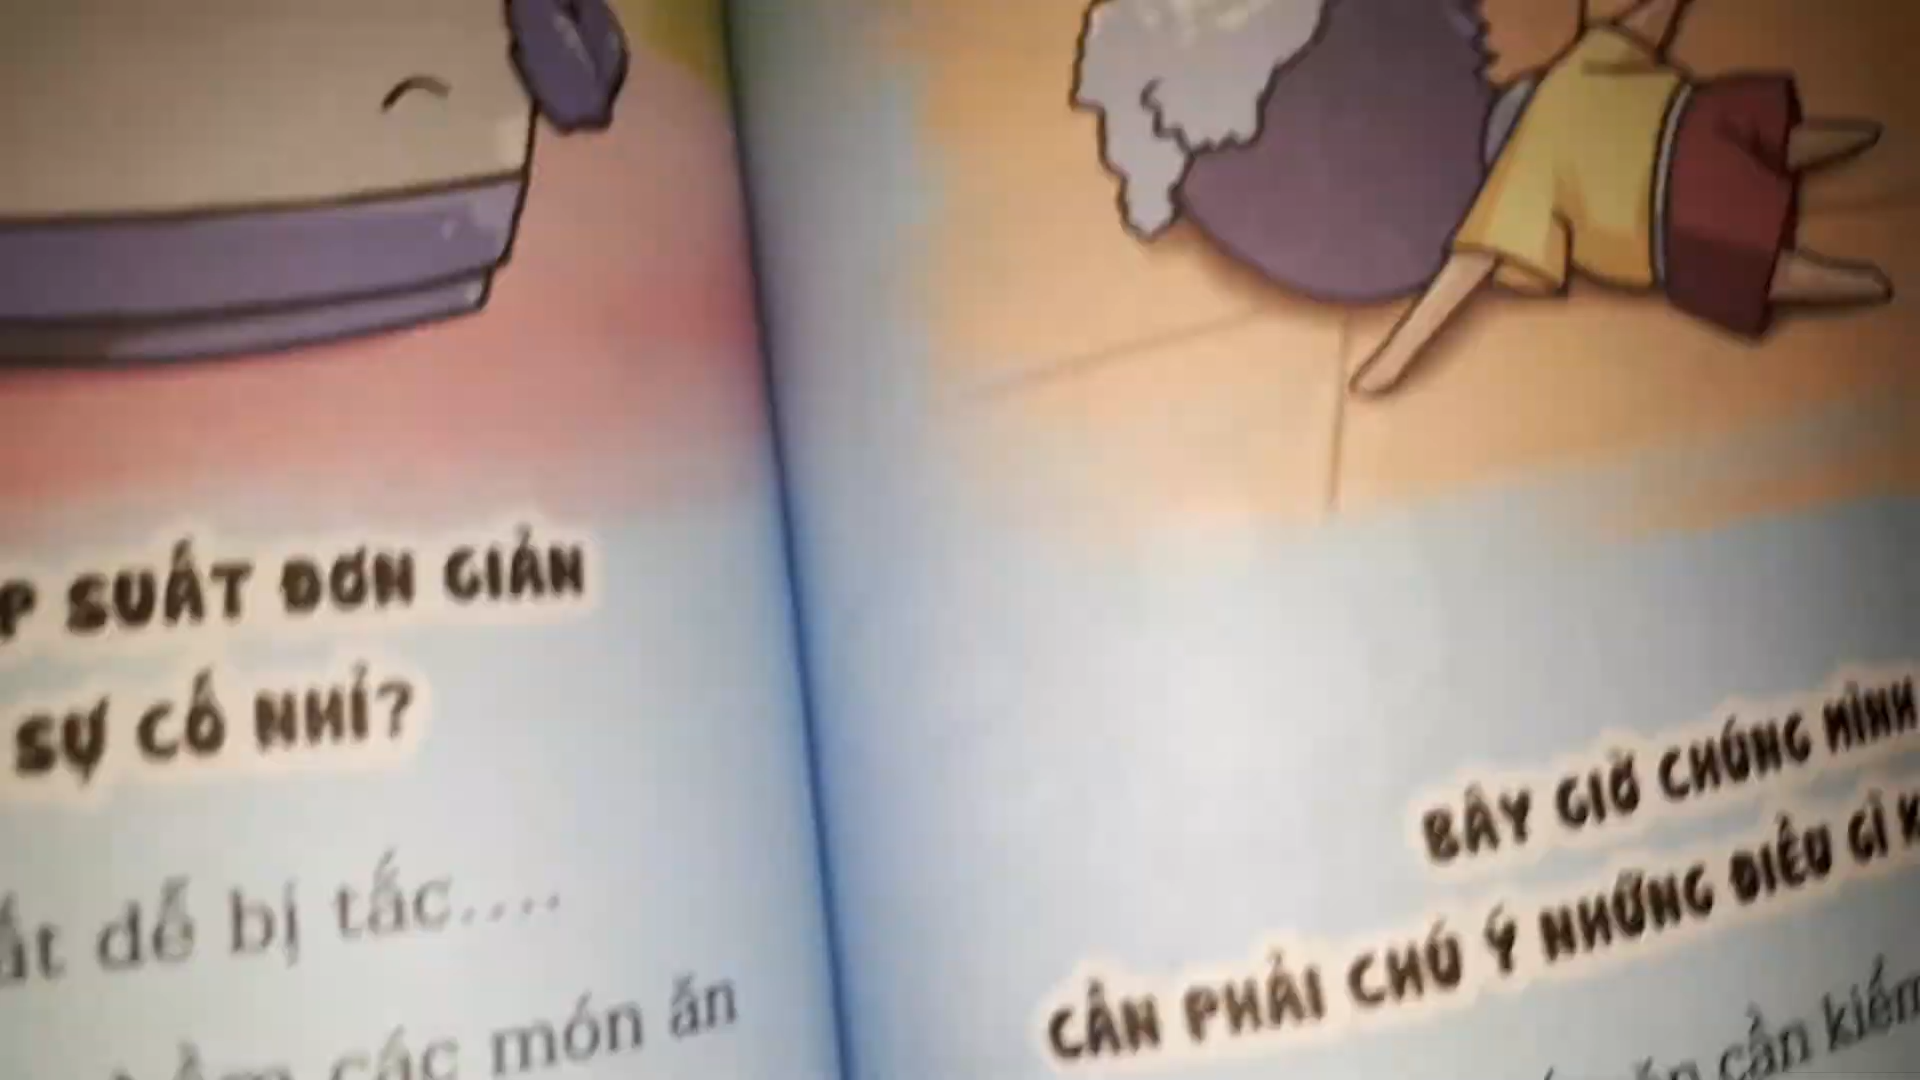 P SUẤT ĐƠN GIẢN
SỰ CỐ NHỈ?
ất dễ bị tắc....
các món ăn
BÂY GIỜ CHÚNG MÌNH
CẦN PHẢI CHÚ Ý NHỮNG ĐIỀU GÌ K
cần kiểm